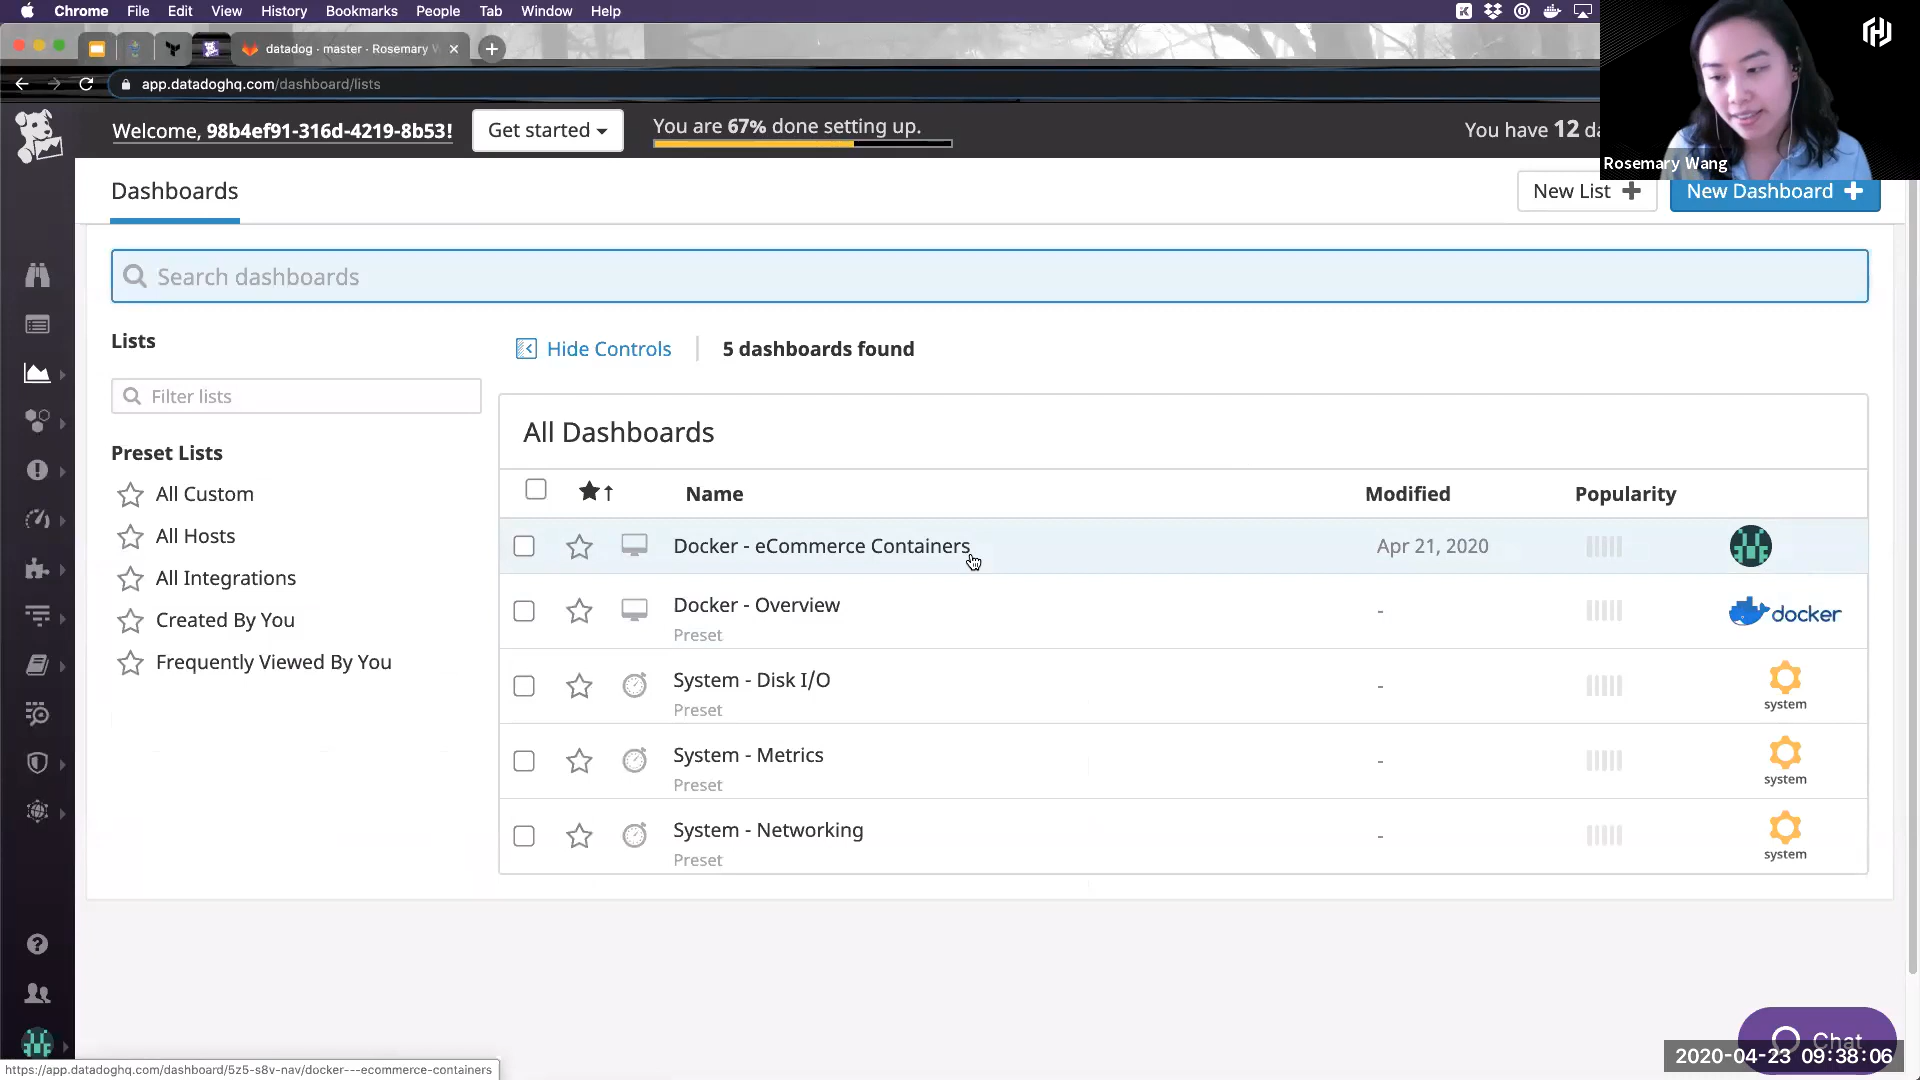 Chrome File Edit View History Bookmarks People Tab Window Help
datadog · master · Rosemary W
app.datadoghq.com/dashboard/lists
Welcome, 98b4ef91-316d-4219-8b53!
Get started
You are 67% done setting up.
You have 12 da
Rosemary Wang
Dashboards
New List
New Dashboard
Search dashboards
Lists
Hide Controls
5 dashboards found
Filter lists
All Dashboards
Preset Lists
All Custom
All Hosts
All Integrations
Created By You
Frequently Viewed By You
Name Modified Popularity
Docker - eCommerce Containers Apr 21, 2020
Docker - Overview -
Preset
docker
System - Disk I/O -
Preset
system
System - Metrics -
Preset
system
System - Networking -
Preset
system
Chat
2020-04-23 09:38:06
https://app.datadoghq.com/dashboard/5z5-s8v-nav/docker---ecommerce-containers